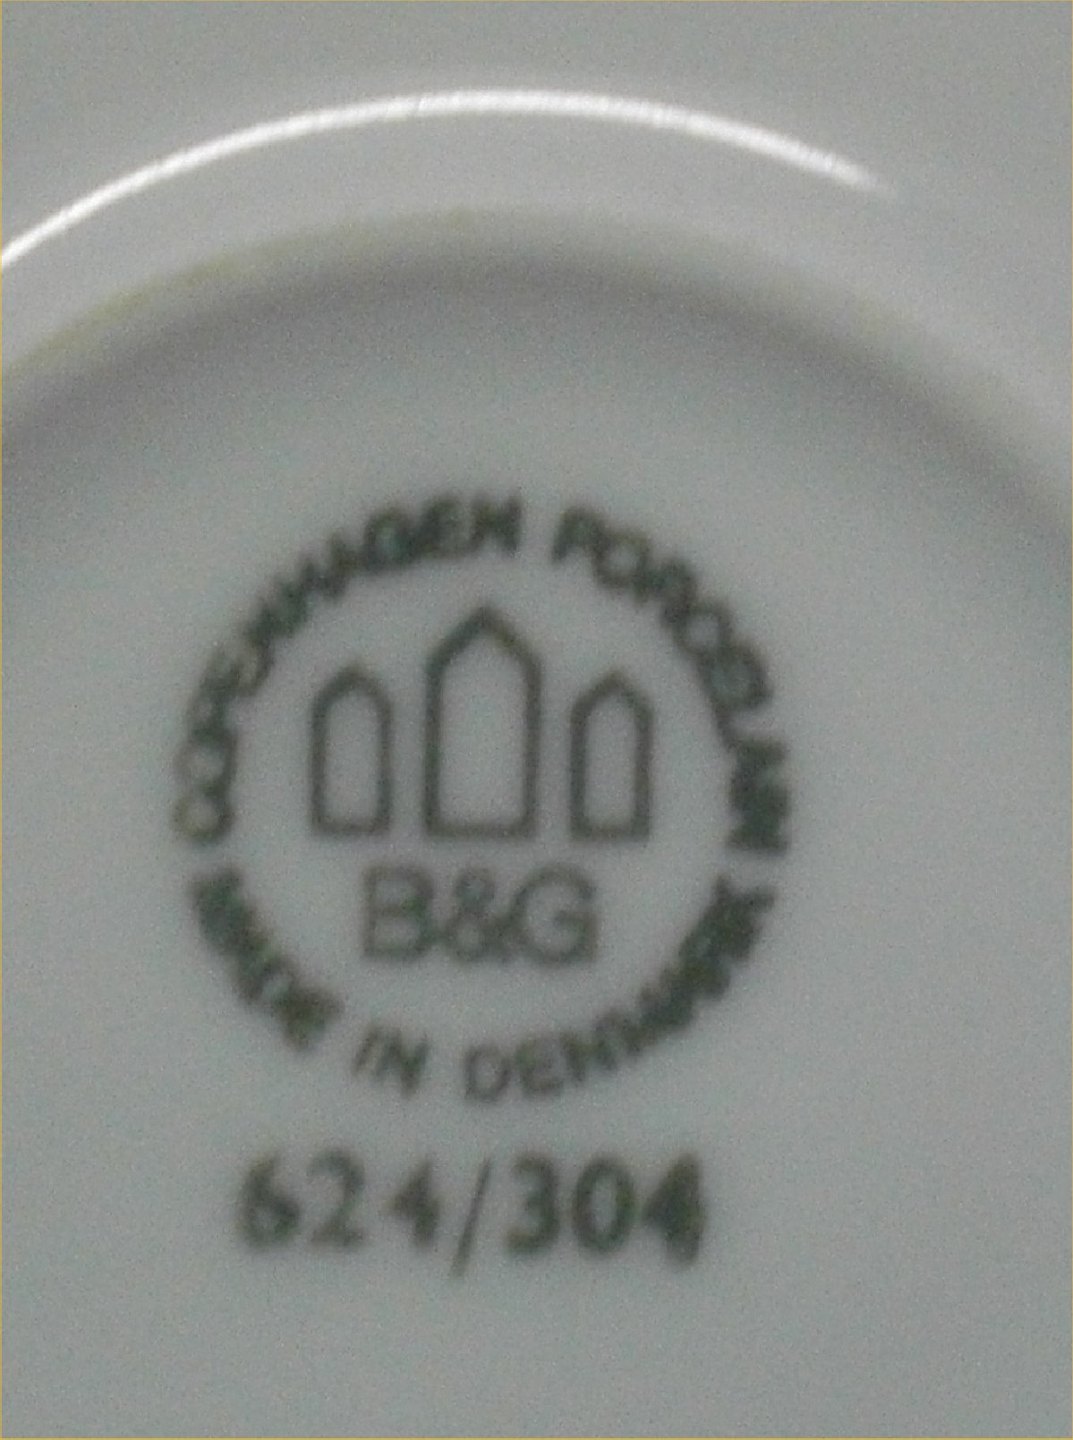 COPENHAGEN PORCELAIN
B&G
MADE IN DENMARK
624/304